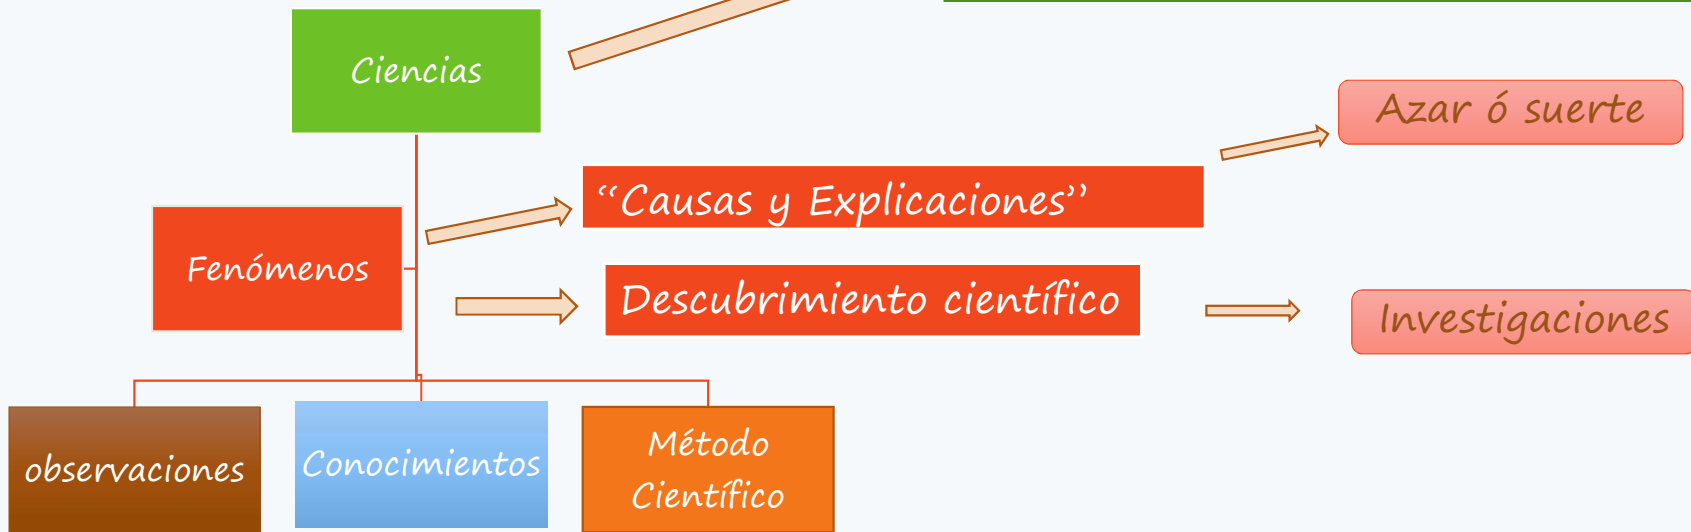 Ciencias
Azar ó suerte
“Causas y Explicaciones”
Fenómenos
Descubrimiento científico
Investigaciones
observaciones
Conocimientos
Método
Científico